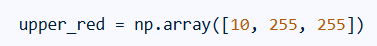 upper_red = np.array([10, 255, 255])